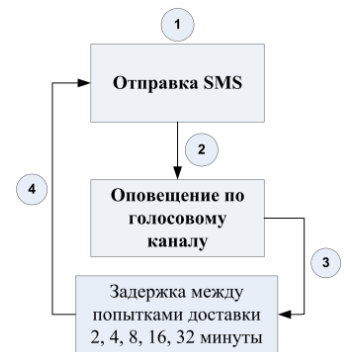 1
Отправка SMS
2
Оповещение по
голосовому
каналу
4
3
Задержка между
попытками доставки
2, 4, 8, 16, 32 минуты